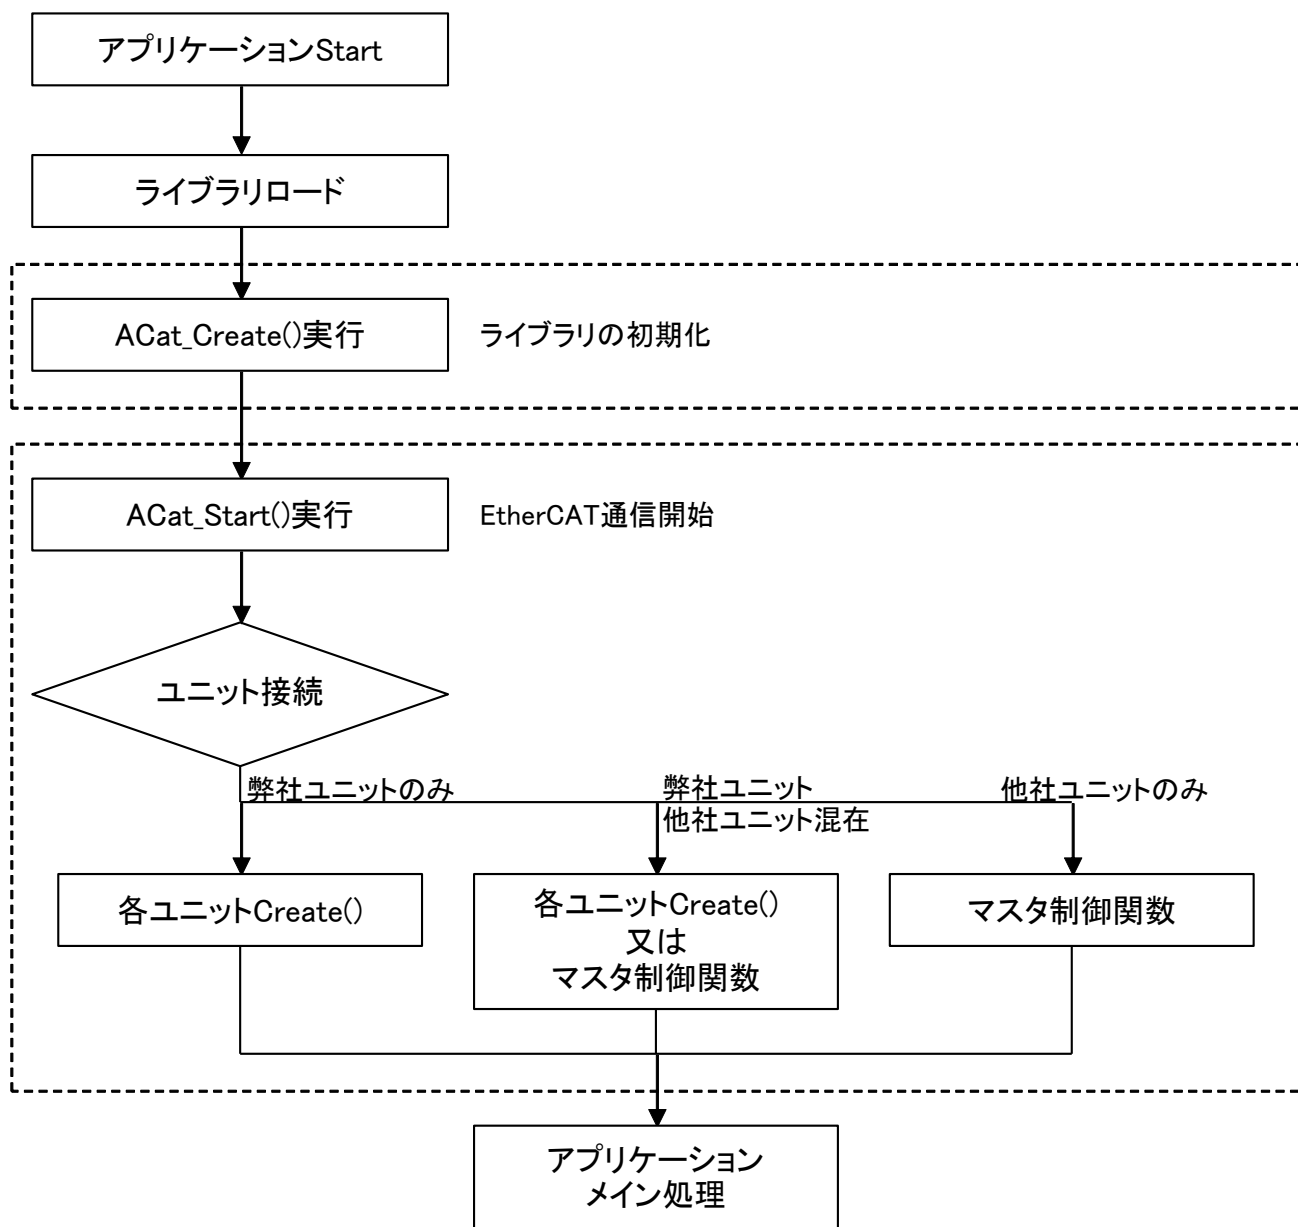 アプリケーションStart
ライブラリロード
ACat_Create()実行
ライブラリの初期化
ACat_Start()実行
EtherCAT通信開始
ユニット接続
弊社ユニットのみ
弊社ユニット
他社ユニット混在
他社ユニットのみ
各ユニットCreate()
各ユニットCreate()
又は
マスタ制御関数
マスタ制御関数
アプリケーション
メイン処理